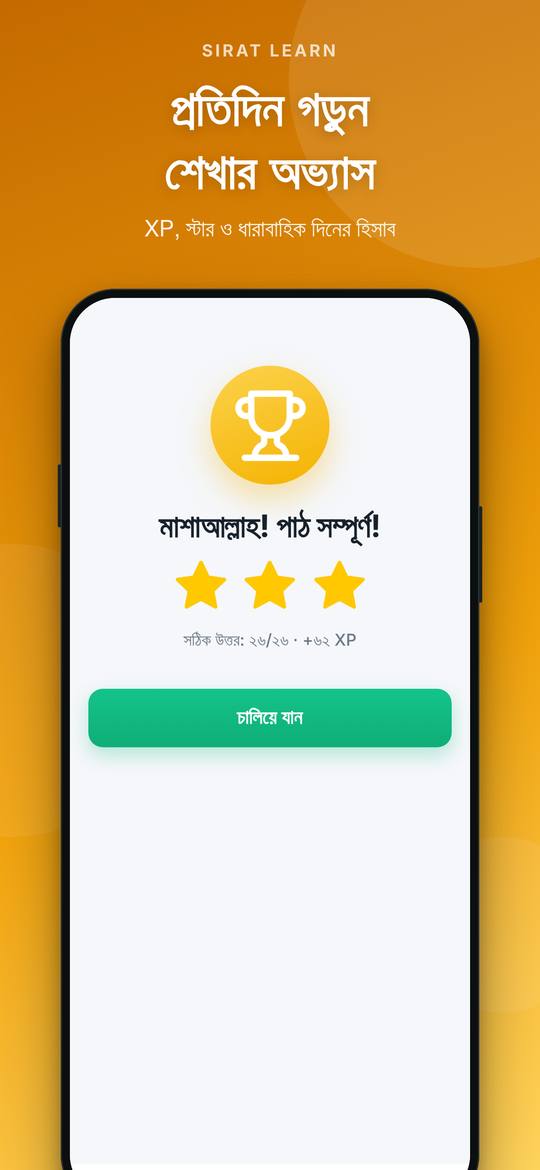 SIRAT LEARN
প্রতিদিন গড়ুন
শেখার অভ্যাস
XP, স্টার ও ধারাবাহিক দিনের হিসাব
মাশাআল্লাহ! পাঠ সম্পূর্ণ!
সঠিক উত্তর: ২৬/২৬ · +৬২ XP
চালিয়ে যান